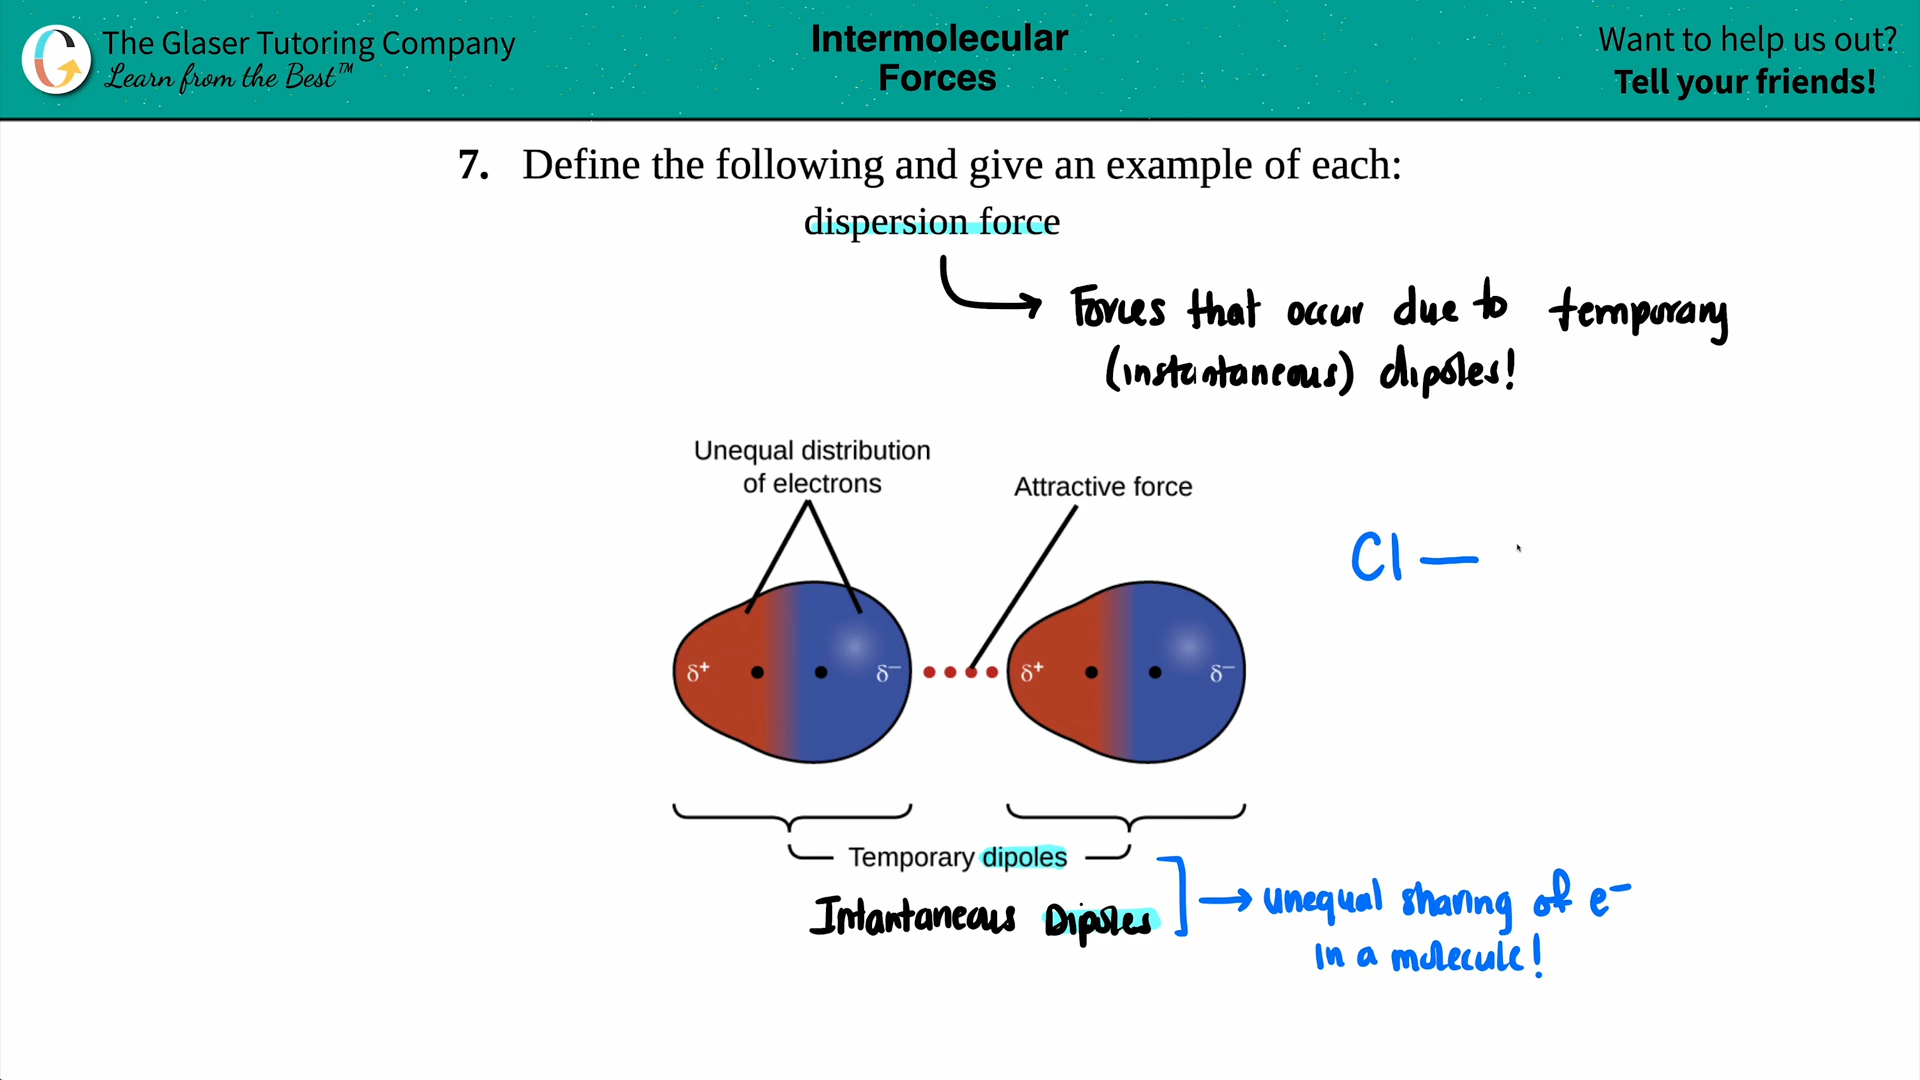 The Glaser Tutoring Company
Learn from the Best™
Intermolecular
Forces
Want to help us out?
Tell your friends!
7. Define the following and give an example of each:
dispersion force
Forces that occur due to temporary
(instantaneous) dipoles!
Unequal distribution
of electrons
Attractive force
Cl —
δ+ δ− δ+ δ−
Temporary dipoles
Intantaneous Dipoles
unequal sharing of e−
in a molecule!